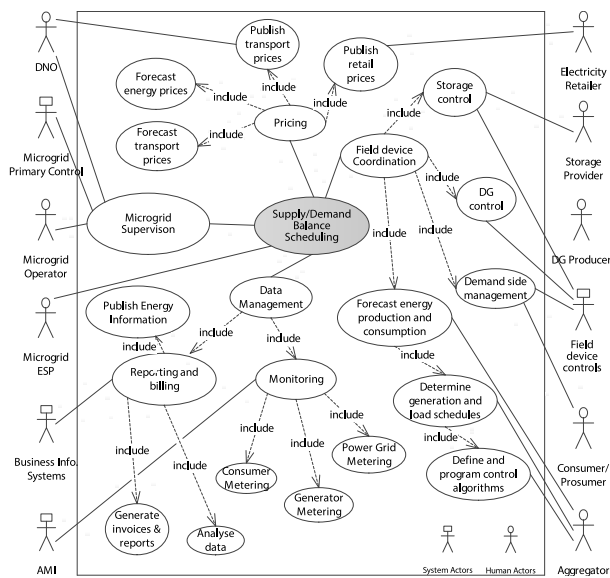 DNO
Microgrid
Primary Control
Microgrid
Operator
Microgrid
ESP
Business Info.
Systems
AMI
Publish
transport
prices
Publish
retail
prices
Forecast
energy prices
include
include
include
Pricing
Forecast
transport
prices
include
Storage
control
include
Field device
Coordination
include
DG
control
include
include
Microgrid
Supervison
Supply/Demand
Balance
Scheduling
Data
Management
Publish Energy
Information
include
include
include
Reporting and
billing
Monitoring
Forecast energy
production and
consumption
Demand side
management
include
Determine
generation and
load schedules
include
Define and
program control
algorithms
include
include
include
include
include
Consumer
Metering
Power Grid
Metering
Generator
Metering
Generate
invoices &
reports
Analyse
data
System Actors
Human Actors
Electricity
Retailer
Storage
Provider
DG Producer
Field device
controls
Consumer/
Prosumer
Aggregator